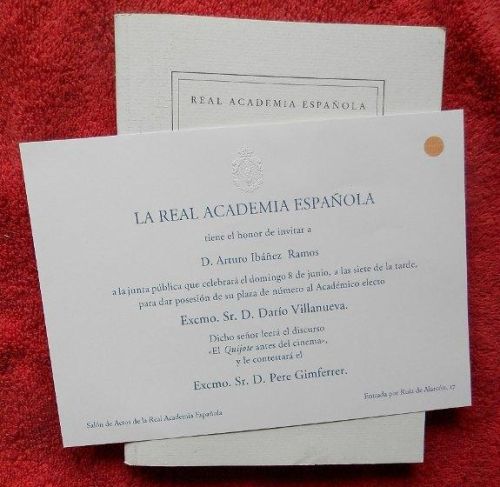 REAL ACADEMIA ESPAÑOLA
LA REAL ACADEMIA ESPAÑOLA
tiene el honor de invitar a
D. Arturo Ibáñez Ramos
a la junta pública que celebrará el domingo 8 de junio, a las siete de la tarde,
para dar posesión de su plaza de número al Académico electo
Excmo. Sr. D. Darío Villanueva.
Dicho señor leerá el discurso
«El Quijote antes del cinema»,
y le contestará el
Excmo. Sr. D. Pere Gimferrer.
Salón de Actos de la Real Academia Española
Entrada por Ruiz de Alarcón, 17